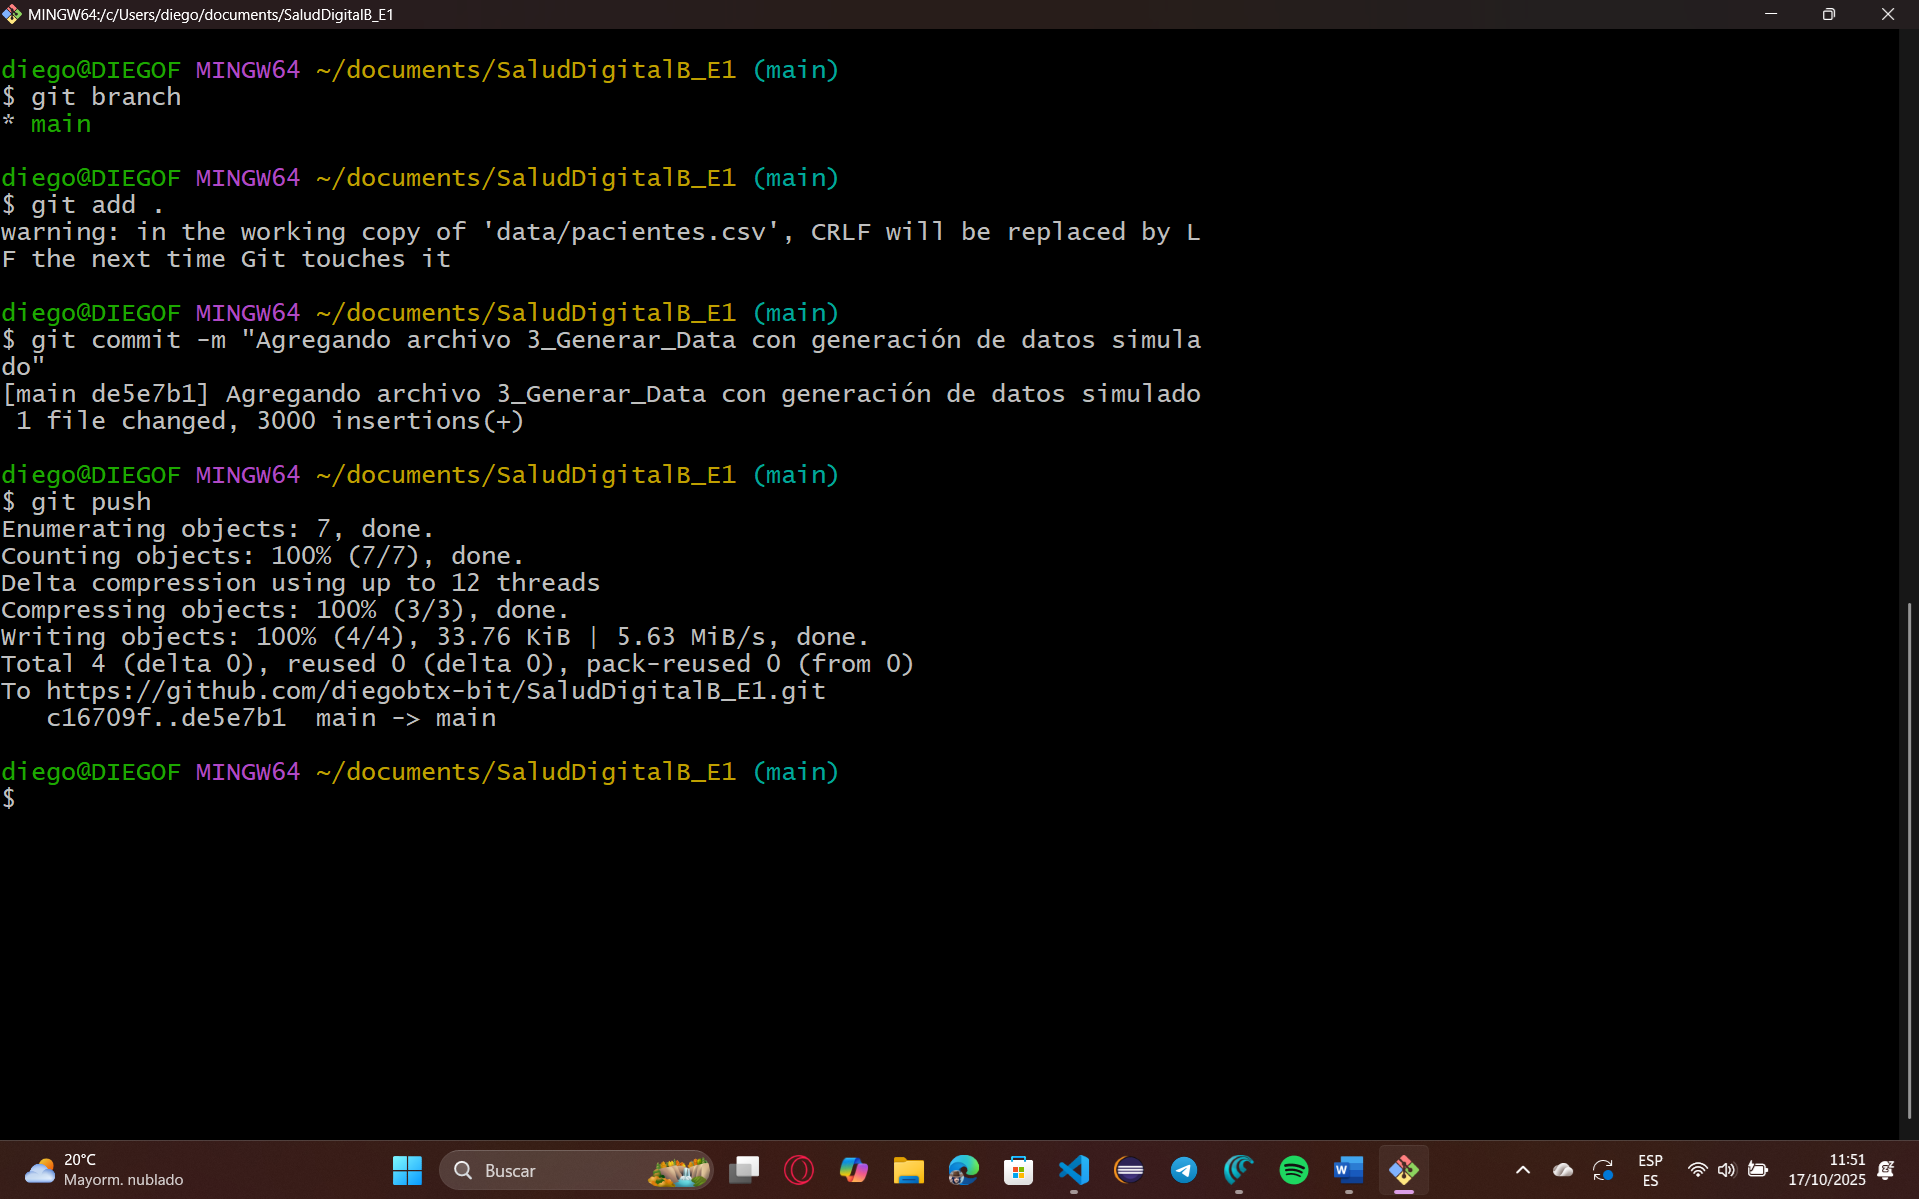 MINGW64:/c/Users/diego/documents/SaludDigitalB_E1
diego@DIEGOF MINGW64 ~/documents/SaludDigitalB_E1 (main)
$ git branch
* main
diego@DIEGOF MINGW64 ~/documents/SaludDigitalB_E1 (main)
$ git add .
warning: in the working copy of 'data/pacientes.csv', CRLF will be replaced by L
F the next time Git touches it
diego@DIEGOF MINGW64 ~/documents/SaludDigitalB_E1 (main)
$ git commit -m "Agregando archivo 3_Generar_Data con generación de datos simula
do"
[main de5e7b1] Agregando archivo 3_Generar_Data con generación de datos simulado
 1 file changed, 3000 insertions(+)
diego@DIEGOF MINGW64 ~/documents/SaludDigitalB_E1 (main)
$ git push
Enumerating objects: 7, done.
Counting objects: 100% (7/7), done.
Delta compression using up to 12 threads
Compressing objects: 100% (3/3), done.
Writing objects: 100% (4/4), 33.76 KiB | 5.63 MiB/s, done.
Total 4 (delta 0), reused 0 (delta 0), pack-reused 0 (from 0)
To https://github.com/diegobtx-bit/SaludDigitalB_E1.git
   c16709f..de5e7b1  main -> main
diego@DIEGOF MINGW64 ~/documents/SaludDigitalB_E1 (main)
$
20°C
Mayorm. nublado
Buscar
ESP
ES
11:51
17/10/2025